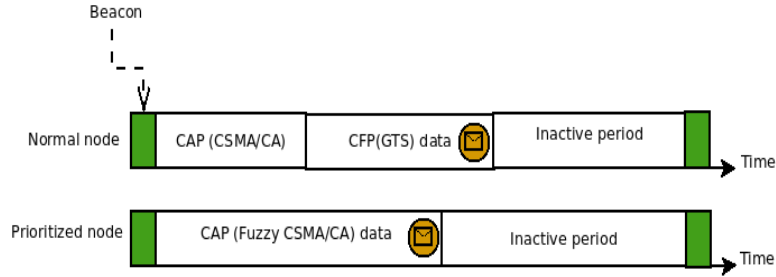 Beacon
Normal node
CAP (CSMA/CA)
CFP(GTS) data
Inactive period
Time
Prioritized node
CAP (Fuzzy CSMA/CA) data
Inactive period
Time